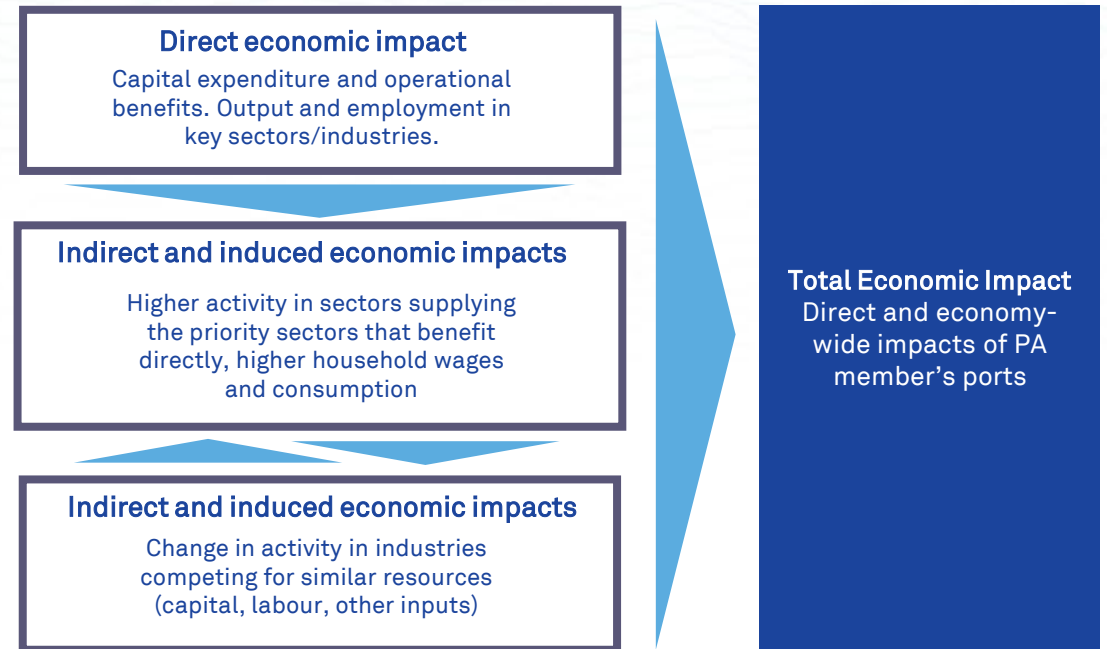 Direct economic impact
Capital expenditure and operational
benefits. Output and employment in
key sectors/industries.
Indirect and induced economic impacts
Higher activity in sectors supplying
the priority sectors that benefit
directly, higher household wages
and consumption
Indirect and induced economic impacts
Change in activity in industries
competing for similar resources
(capital, labour, other inputs)
Total Economic Impact
Direct and economy-
wide impacts of PA
member's ports